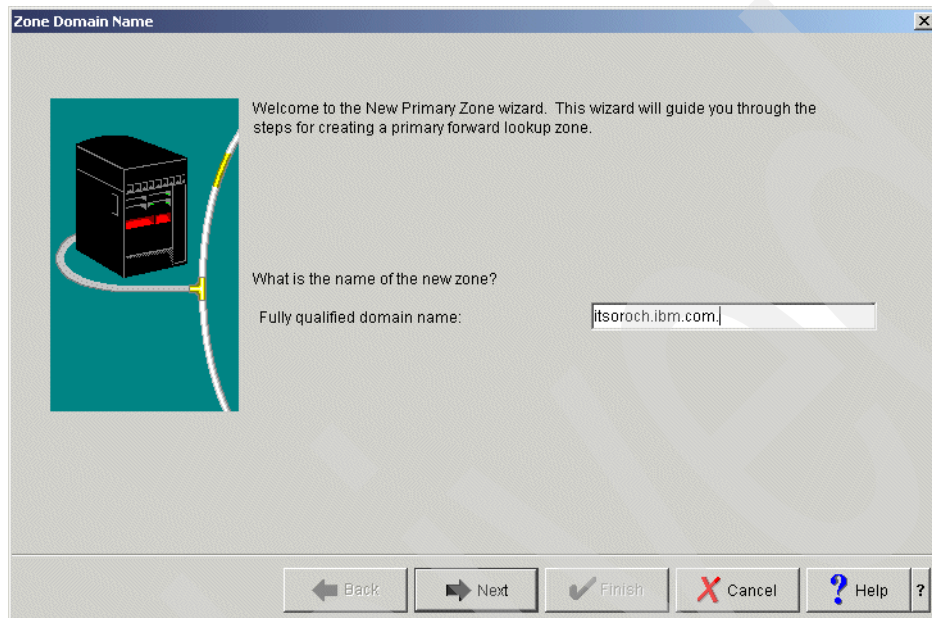 Zone Domain Name
Welcome to the New Primary Zone wizard. This wizard will guide you through the
steps for creating a primary forward lookup zone.
What is the name of the new zone?
Fully qualified domain name: itsoroch.ibm.com.
Back Next Finish Cancel ? Help ?